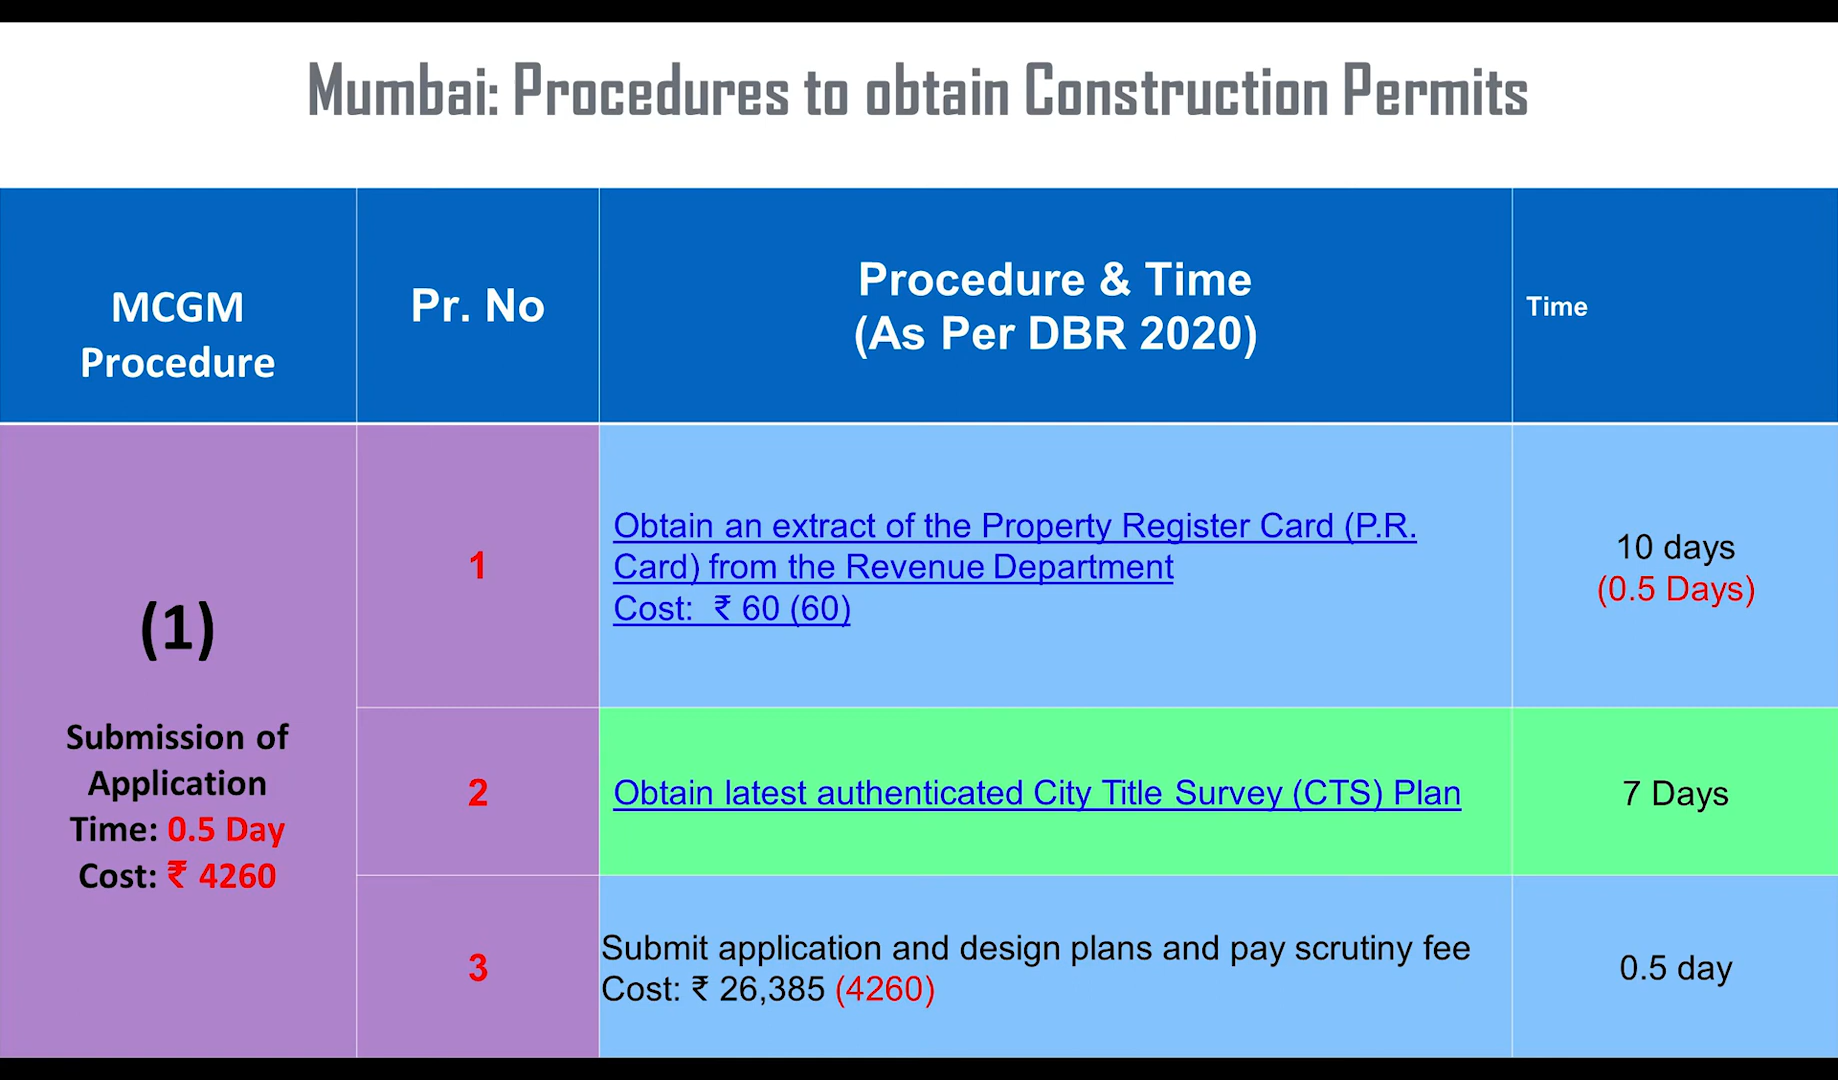 Mumbai: Procedures to obtain Construction Permits
MCGM
Procedure
Pr. No
Procedure & Time
(As Per DBR 2020)
Time
(1)
Submission of
Application
Time: 0.5 Day
Cost: ₹ 4260
1
Obtain an extract of the Property Register Card (P.R.
Card) from the Revenue Department
Cost: ₹ 60 (60)
10 days
(0.5 Days)
2
Obtain latest authenticated City Title Survey (CTS) Plan
7 Days
3
Submit application and design plans and pay scrutiny fee
Cost: ₹ 26,385 (4260)
0.5 day